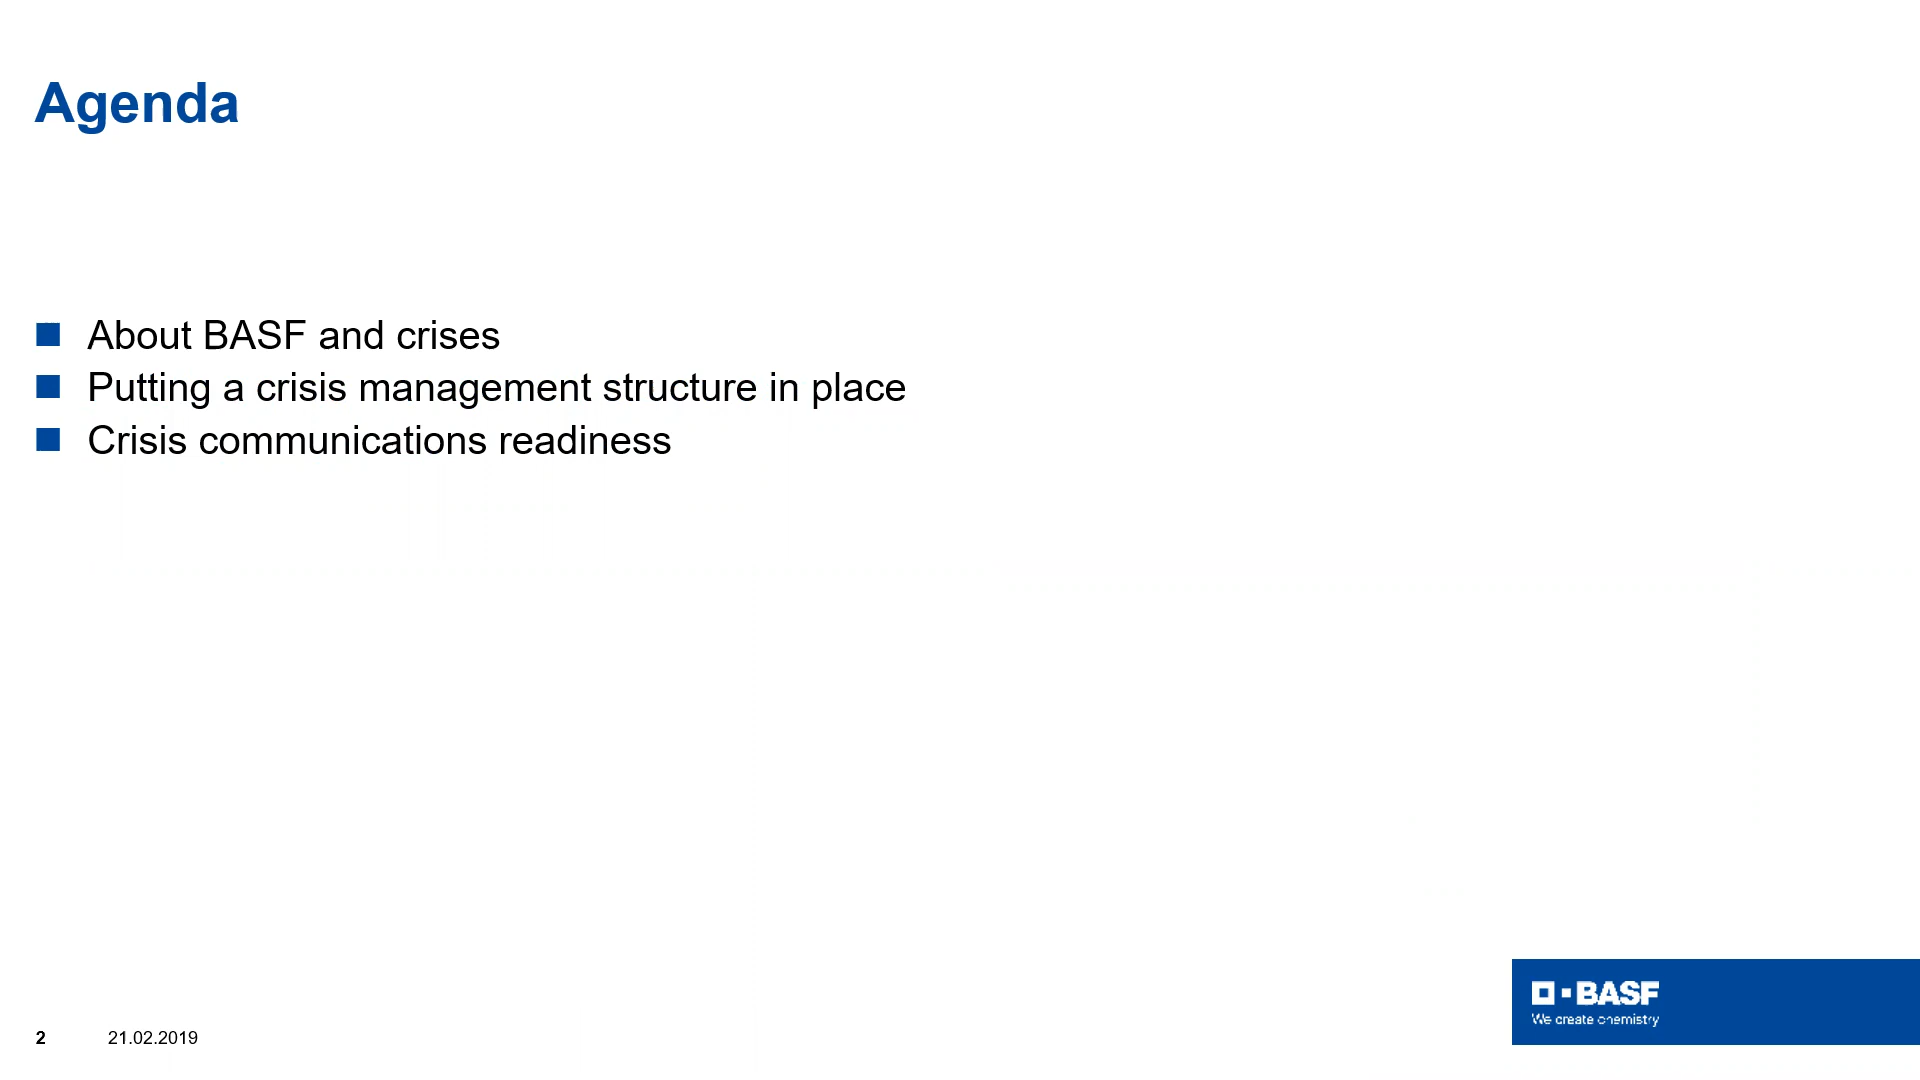 Agenda
About BASF and crises
Putting a crisis management structure in place
Crisis communications readiness
BASF
We create chemistry
2 21.02.2019